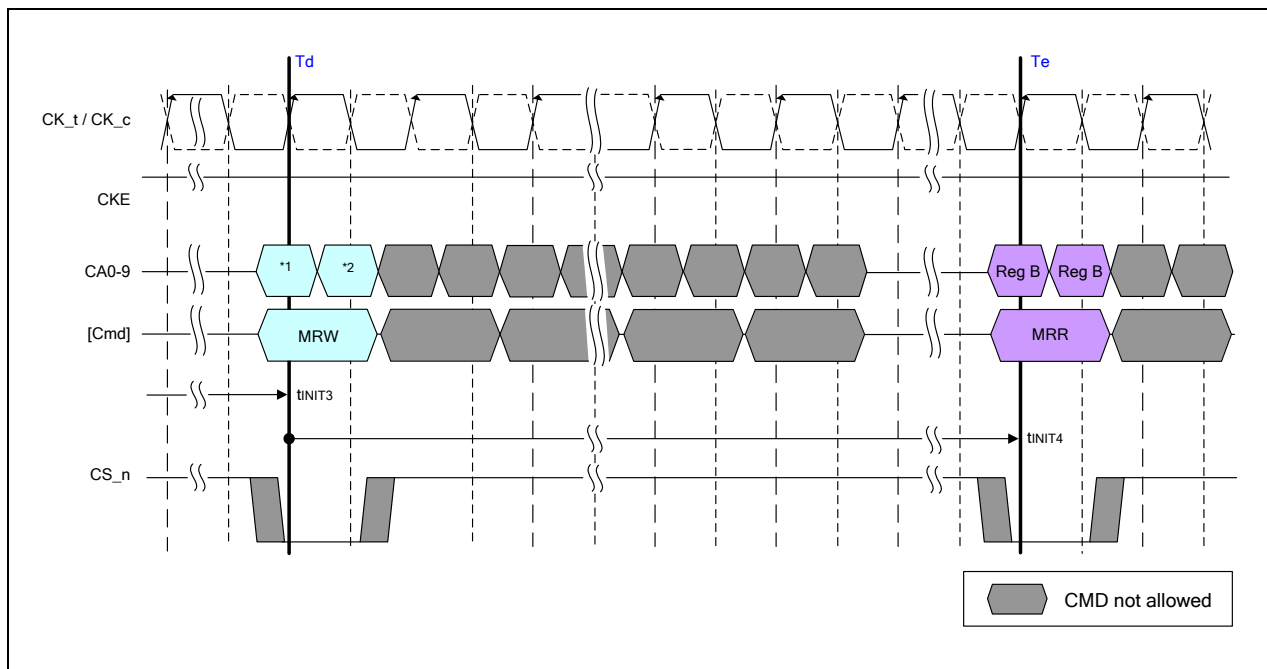 Td Te
CK_t / CK_c
CKE
CA0-9 *1 *2 Reg B Reg B
[Cmd] MRW MRR
tINIT3
tINIT4
CS_n
CMD not allowed